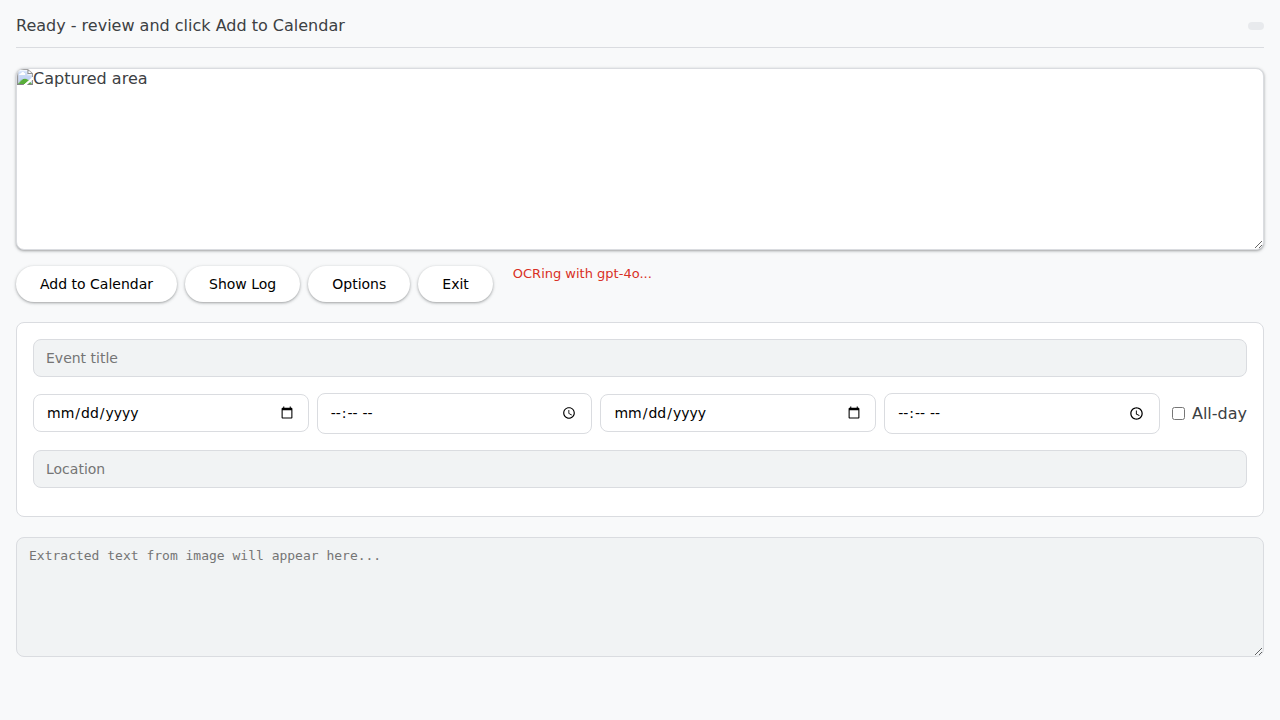 Ready - review and click Add to Calendar
Captured area
Add to Calendar
Show Log
Options
Exit
OCRing with gpt-4o...
Event title
mm/dd/yyyy
--:-- --
mm/dd/yyyy
--:-- --
All-day
Location
Extracted text from image will appear here...